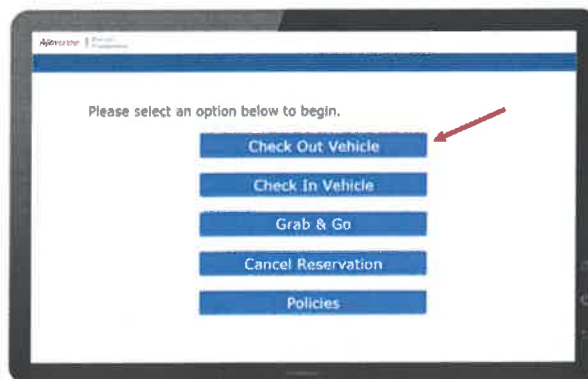 Please select an option below to begin.
Check Out Vehicle
Check In Vehicle
Grab & Go
Cancel Reservation
Policies